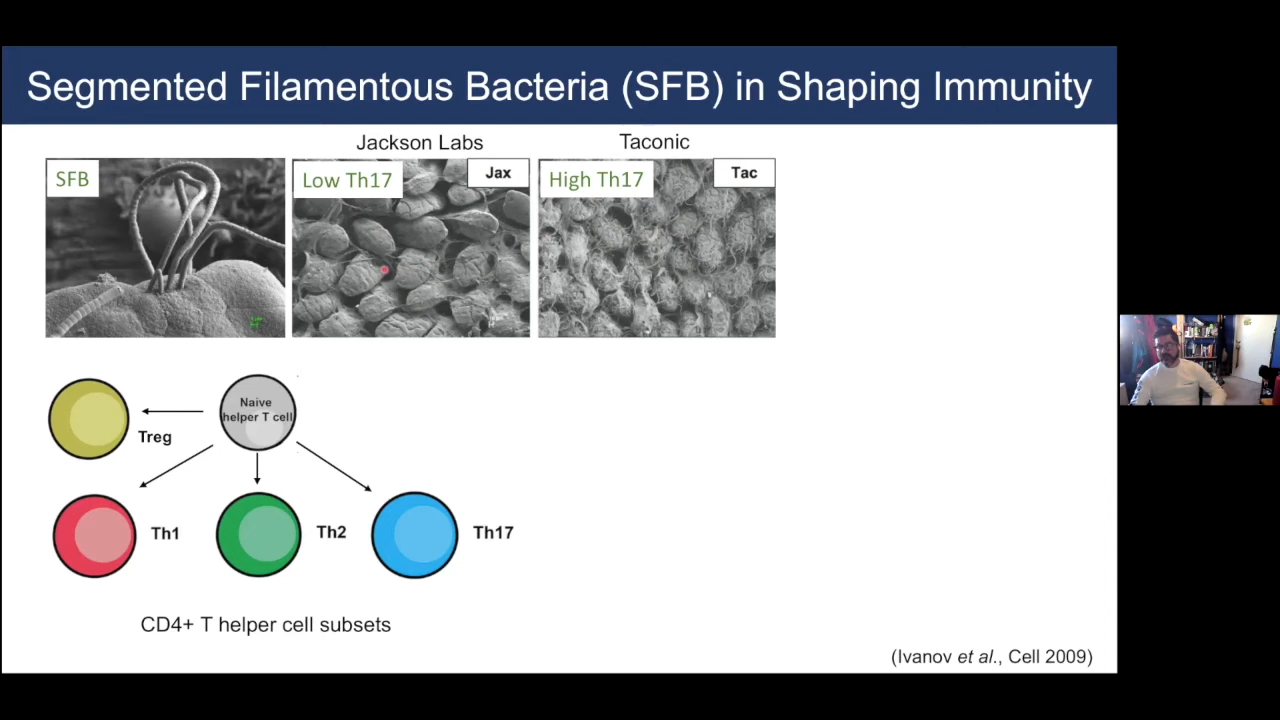 Segmented Filamentous Bacteria (SFB) in Shaping Immunity
Jackson Labs
Taconic
SFB
Low Th17
Jax
High Th17
Tac
Naive
helper T cell
Treg
Th1
Th2
Th17
CD4+ T helper cell subsets
(Ivanov et al., Cell 2009)